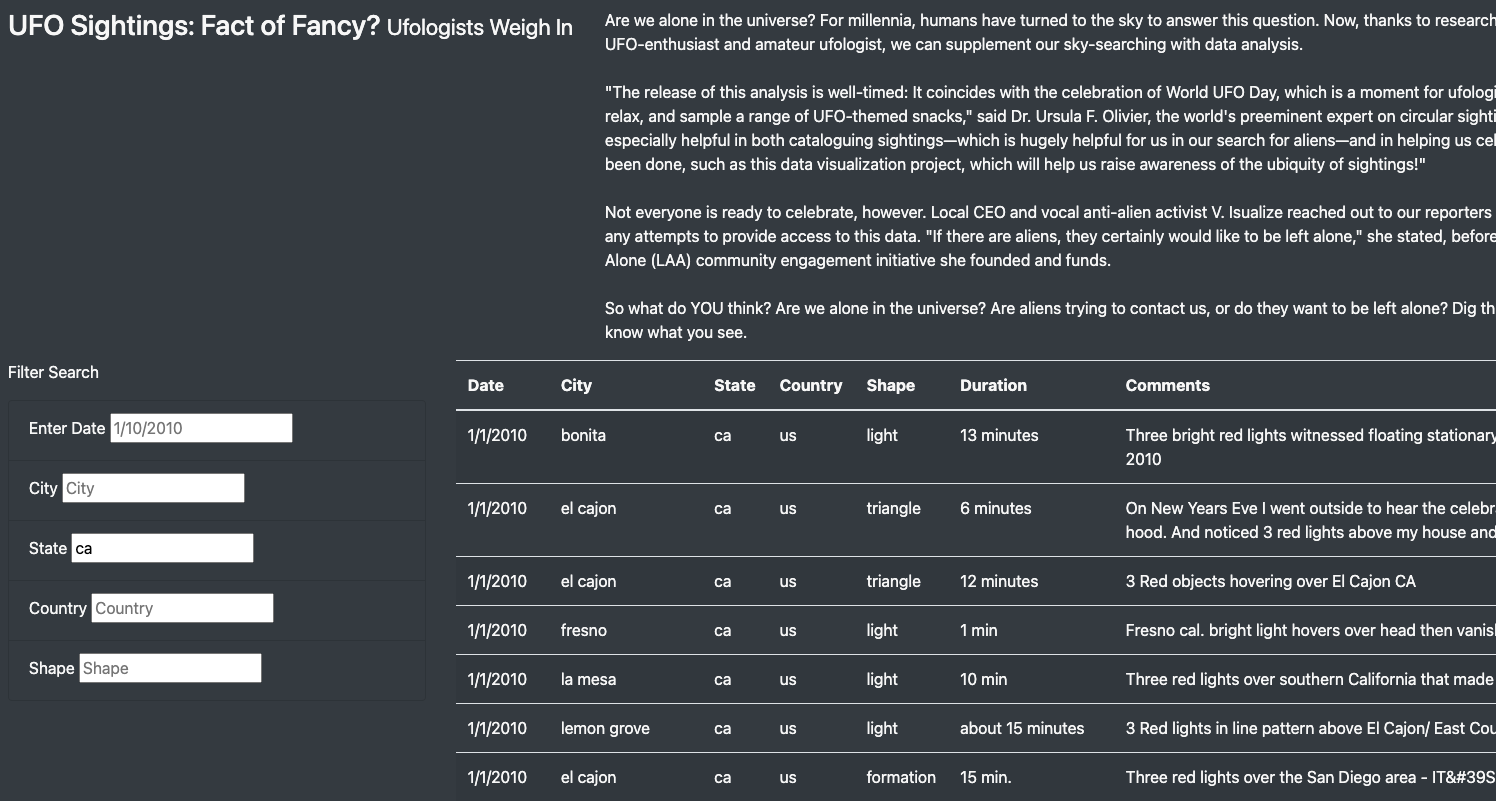 UFO Sightings: Fact of Fancy? Ufologists Weigh In
Are we alone in the universe? For millennia, humans have turned to the sky to answer this question. Now, thanks to research
UFO-enthusiast and amateur ufologist, we can supplement our sky-searching with data analysis.
"The release of this analysis is well-timed: It coincides with the celebration of World UFO Day, which is a moment for ufologi
relax, and sample a range of UFO-themed snacks," said Dr. Ursula F. Olivier, the world's preeminent expert on circular sighti
especially helpful in both cataloguing sightings—which is hugely helpful for us in our search for aliens—and in helping us cel
been done, such as this data visualization project, which will help us raise awareness of the ubiquity of sightings!"
Not everyone is ready to celebrate, however. Local CEO and vocal anti-alien activist V. Isualize reached out to our reporters
any attempts to provide access to this data. "If there are aliens, they certainly would like to be left alone," she stated, before
Alone (LAA) community engagement initiative she founded and funds.
So what do YOU think? Are we alone in the universe? Are aliens trying to contact us, or do they want to be left alone? Dig th
know what you see.
Filter Search
Enter Date 1/10/2010
City City
State ca
Country Country
Shape Shape
Date City State Country Shape Duration Comments
1/1/2010 bonita ca us light 13 minutes Three bright red lights witnessed floating stationary
2010
1/1/2010 el cajon ca us triangle 6 minutes On New Years Eve I went outside to hear the celebr
hood. And noticed 3 red lights above my house and
1/1/2010 el cajon ca us triangle 12 minutes 3 Red objects hovering over El Cajon CA
1/1/2010 fresno ca us light 1 min Fresno cal. bright light hovers over head then vanis
1/1/2010 la mesa ca us light 10 min Three red lights over southern California that made
1/1/2010 lemon grove ca us light about 15 minutes 3 Red lights in line pattern above El Cajon/ East Cou
1/1/2010 el cajon ca us formation 15 min. Three red lights over the San Diego area - IT&#39S